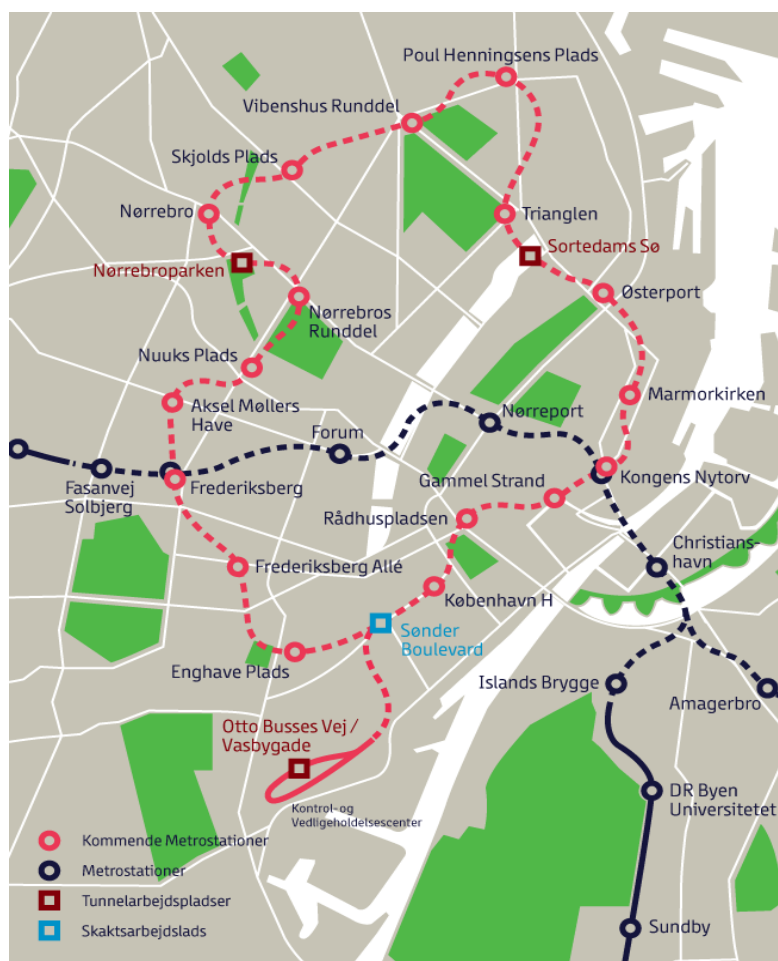 Poul Henningsens Plads
Vibenshus Runddel
Skjolds Plads
Nørrebro
Trianglen
Sortedams Sø
Nørrebroparken
Østerport
Nørrebros
Runddel
Nuuks Plads
Marmorkirken
Aksel Møllers
Have
Nørreport
Forum
Fasanvej
Solbjerg
Frederiksberg
Gammel Strand
Kongens Nytorv
Rådhuspladsen
Christians-
havn
Frederiksberg Allé
København H
Sønder
Boulevard
Enghave Plads
Islands Brygge
Amagerbro
Otto Busses Vej /
Vasbygade
DR Byen
Universitetet
Kontrol- og
Vedligeholdelsescenter
Kommende Metrostationer
Metrostationer
Tunnelarbejdspladser
Skaktsarbejdslads
Sundby